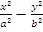 x²/a² - y²/b²